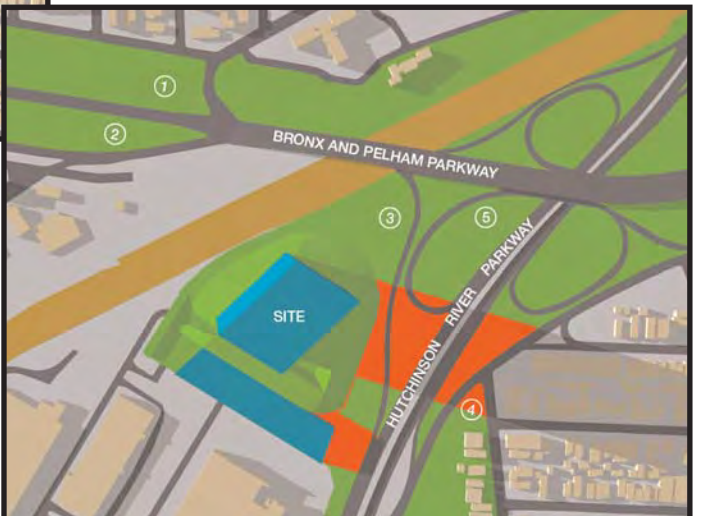 ①
②
BRONX AND PELHAM PARKWAY
③
⑤
SITE
HUTCHINSON RIVER PARKWAY
④